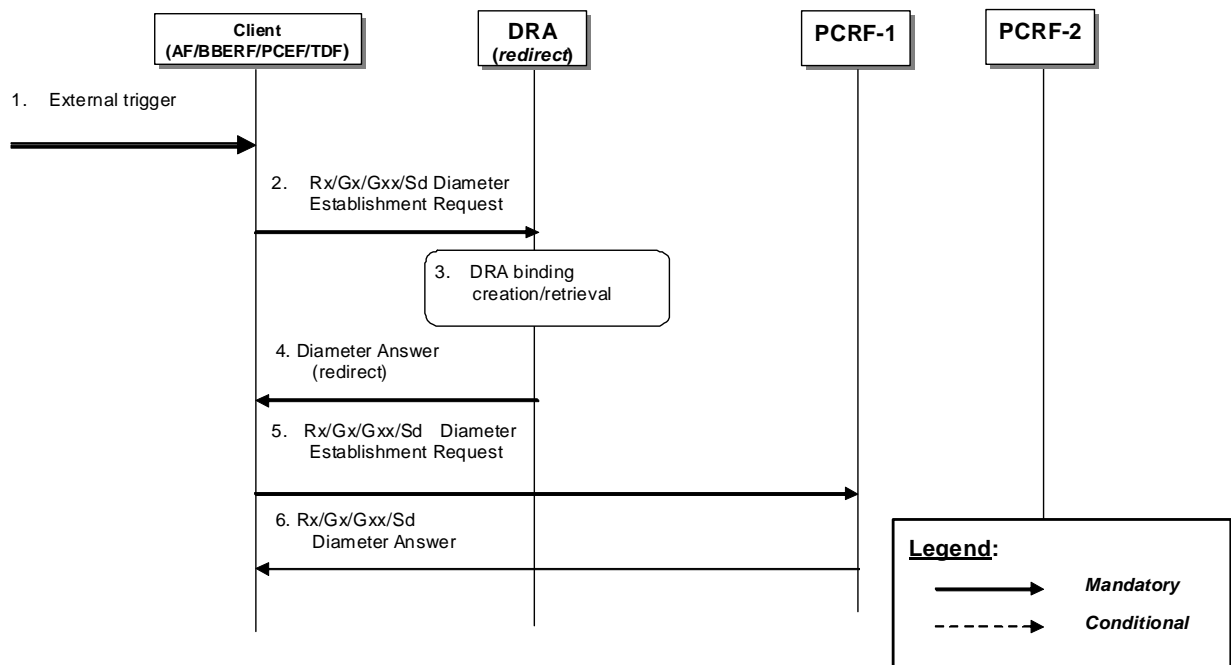 Client
(AF/BBERF/PCEF/TDF)
DRA
(redirect)
PCRF-1
PCRF-2
1. External trigger
2. Rx/Gx/Gxx/Sd Diameter
Establishment Request
3. DRA binding
creation/retrieval
4. Diameter Answer
(redirect)
5. Rx/Gx/Gxx/Sd Diameter
Establishment Request
6. Rx/Gx/Gxx/Sd
Diameter Answer
Legend:
Mandatory
Conditional